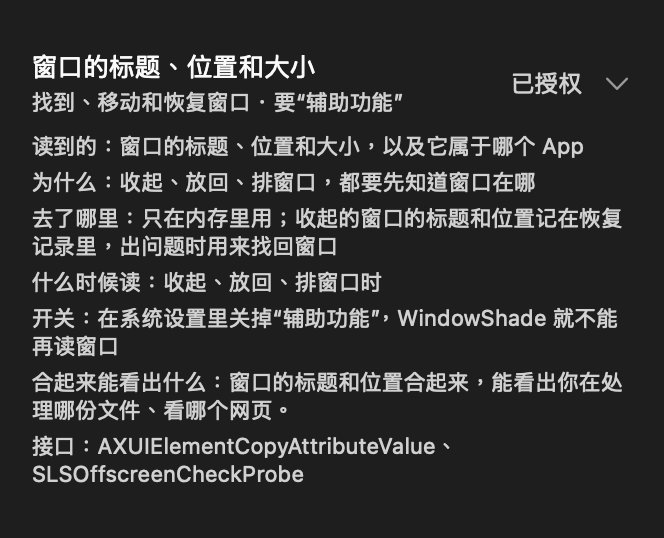 窗口的标题、位置和大小
已授权
找到、移动和恢复窗口·要“辅助功能”
读到的：窗口的标题、位置和大小，以及它属于哪个 App
为什么：收起、放回、排窗口，都要先知道窗口在哪
去了哪里：只在内存里用；收起的窗口的标题和位置记在恢复
记录里，出问题时用来找回窗口
什么时候读：收起、放回、排窗口时
开关：在系统设置里关掉“辅助功能”，WindowShade 就不能
再读窗口
合起来能看出什么：窗口的标题和位置合起来，能看出你在处
理哪份文件、看哪个网页。
接口：AXUIElementCopyAttributeValue、
SLSOffscreenCheckProbe